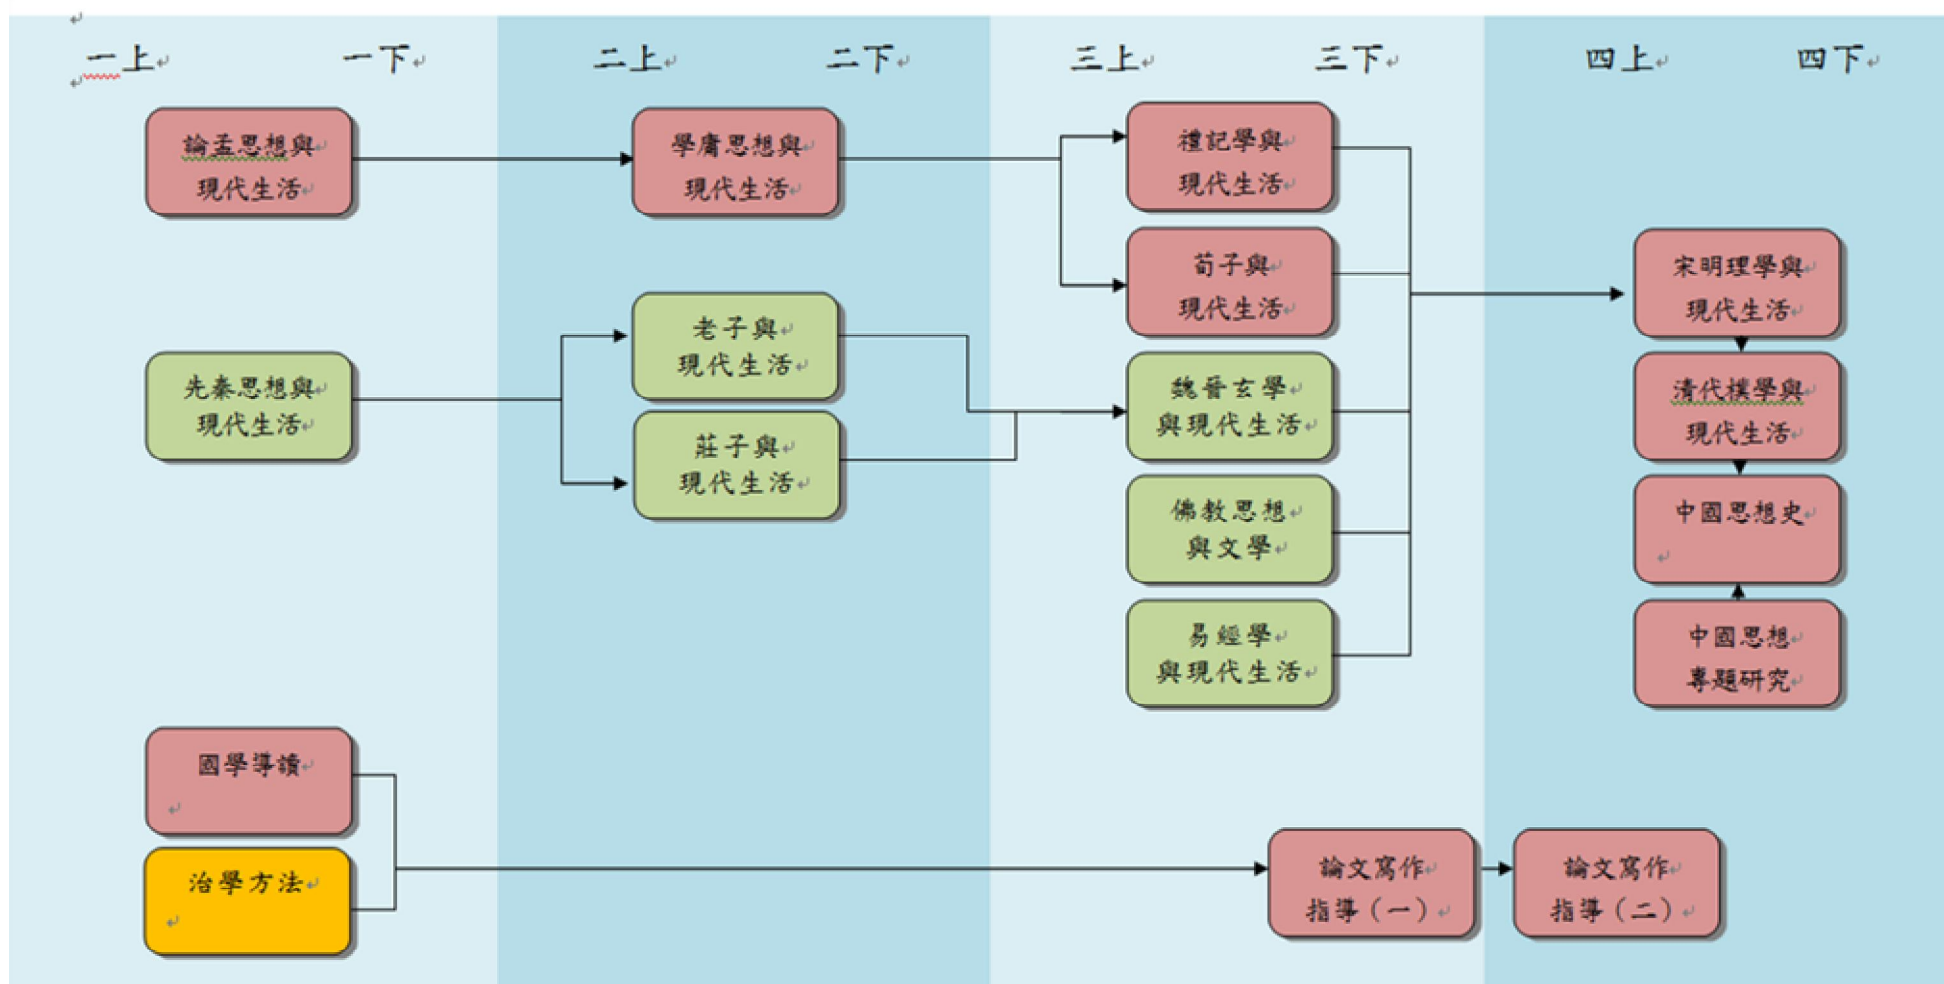 一上 一下 二上 二下 三上 三下 四上 四下
論孟思想與
現代生活
學庸思想與
現代生活
禮記學與
現代生活
荀子與
現代生活
宋明理學與
現代生活
先秦思想與
現代生活
老子與
現代生活
莊子與
現代生活
魏晉玄學
與現代生活
清代樸學與
現代生活
佛教思想
與文學
中國思想史
易經學
與現代生活
中國思想
專題研究
國學導讀
治學方法
論文寫作
指導（一）
論文寫作
指導（二）